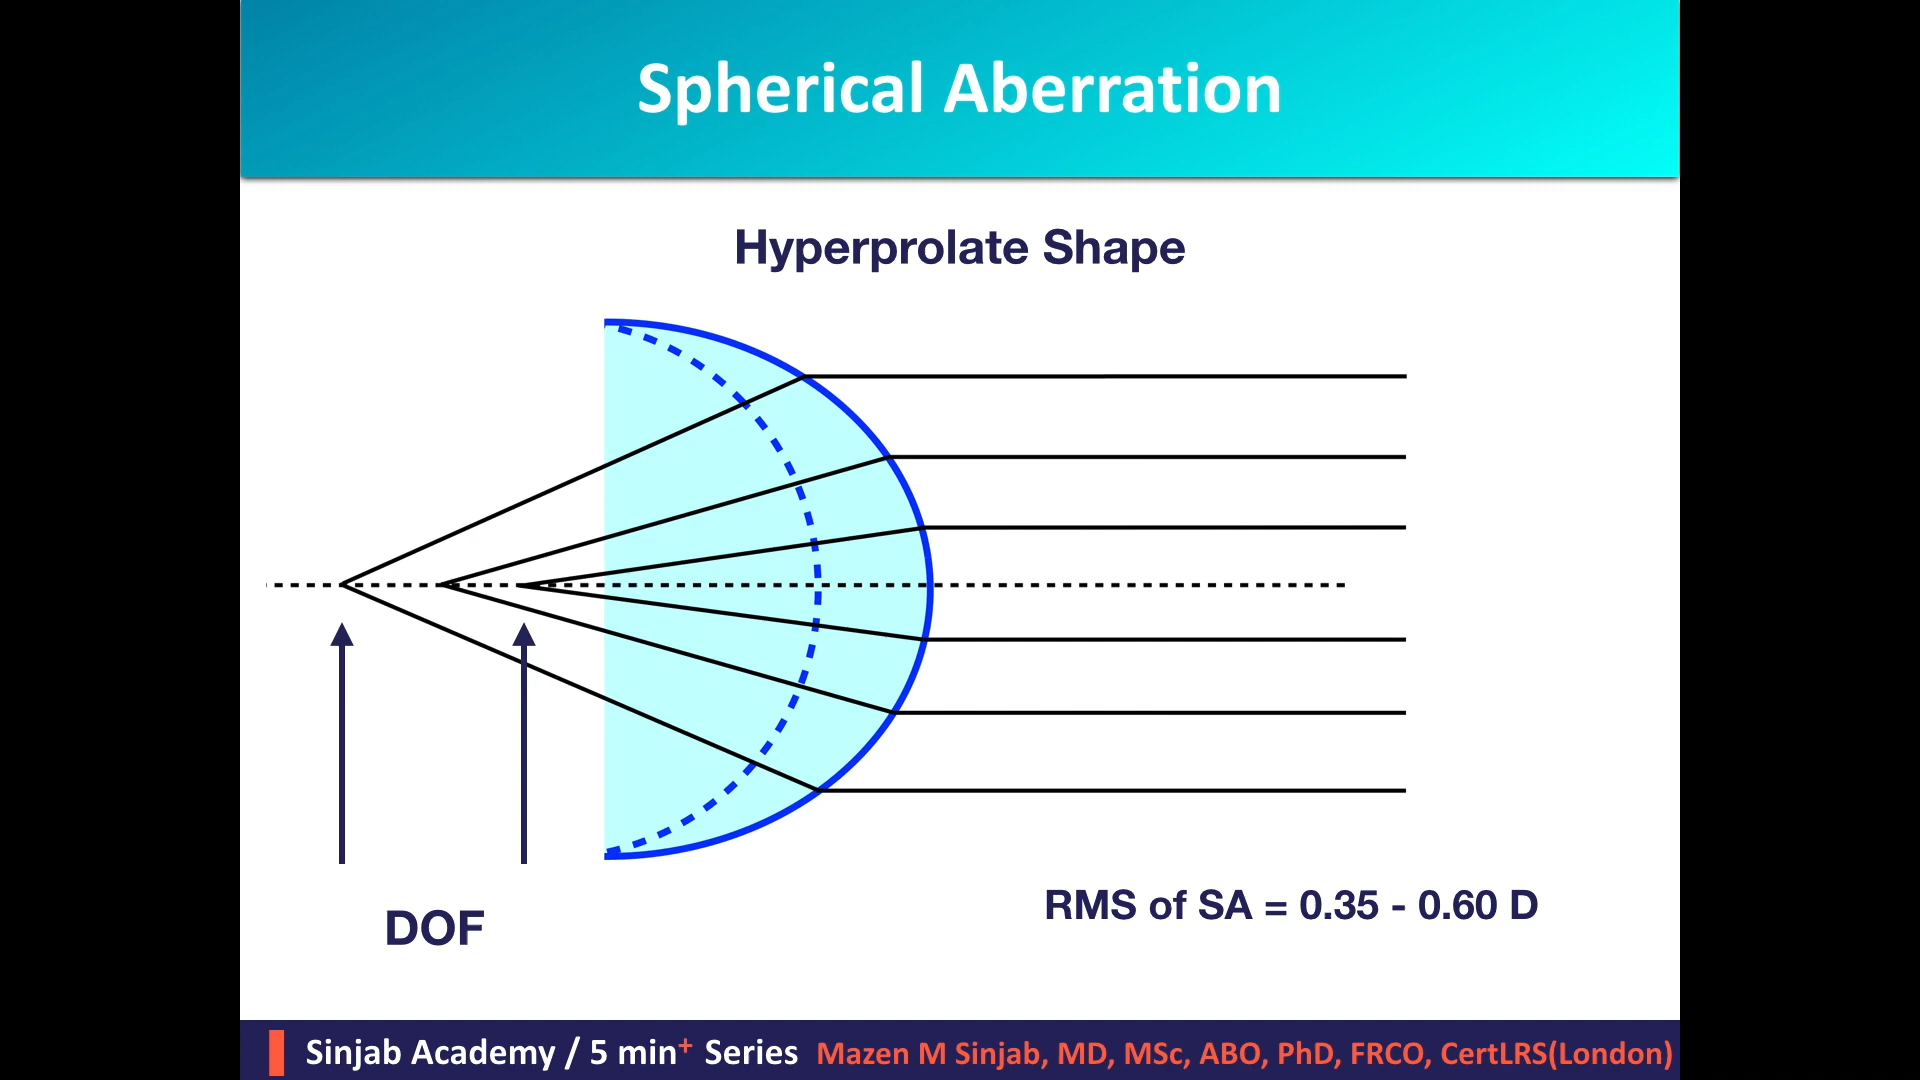 Spherical Aberration
Hyperprolate Shape
DOF
RMS of SA = 0.35 - 0.60 D
Sinjab Academy / 5 min+ Series Mazen M Sinjab, MD, MSc, ABO, PhD, FRCO, CertLRS(London)